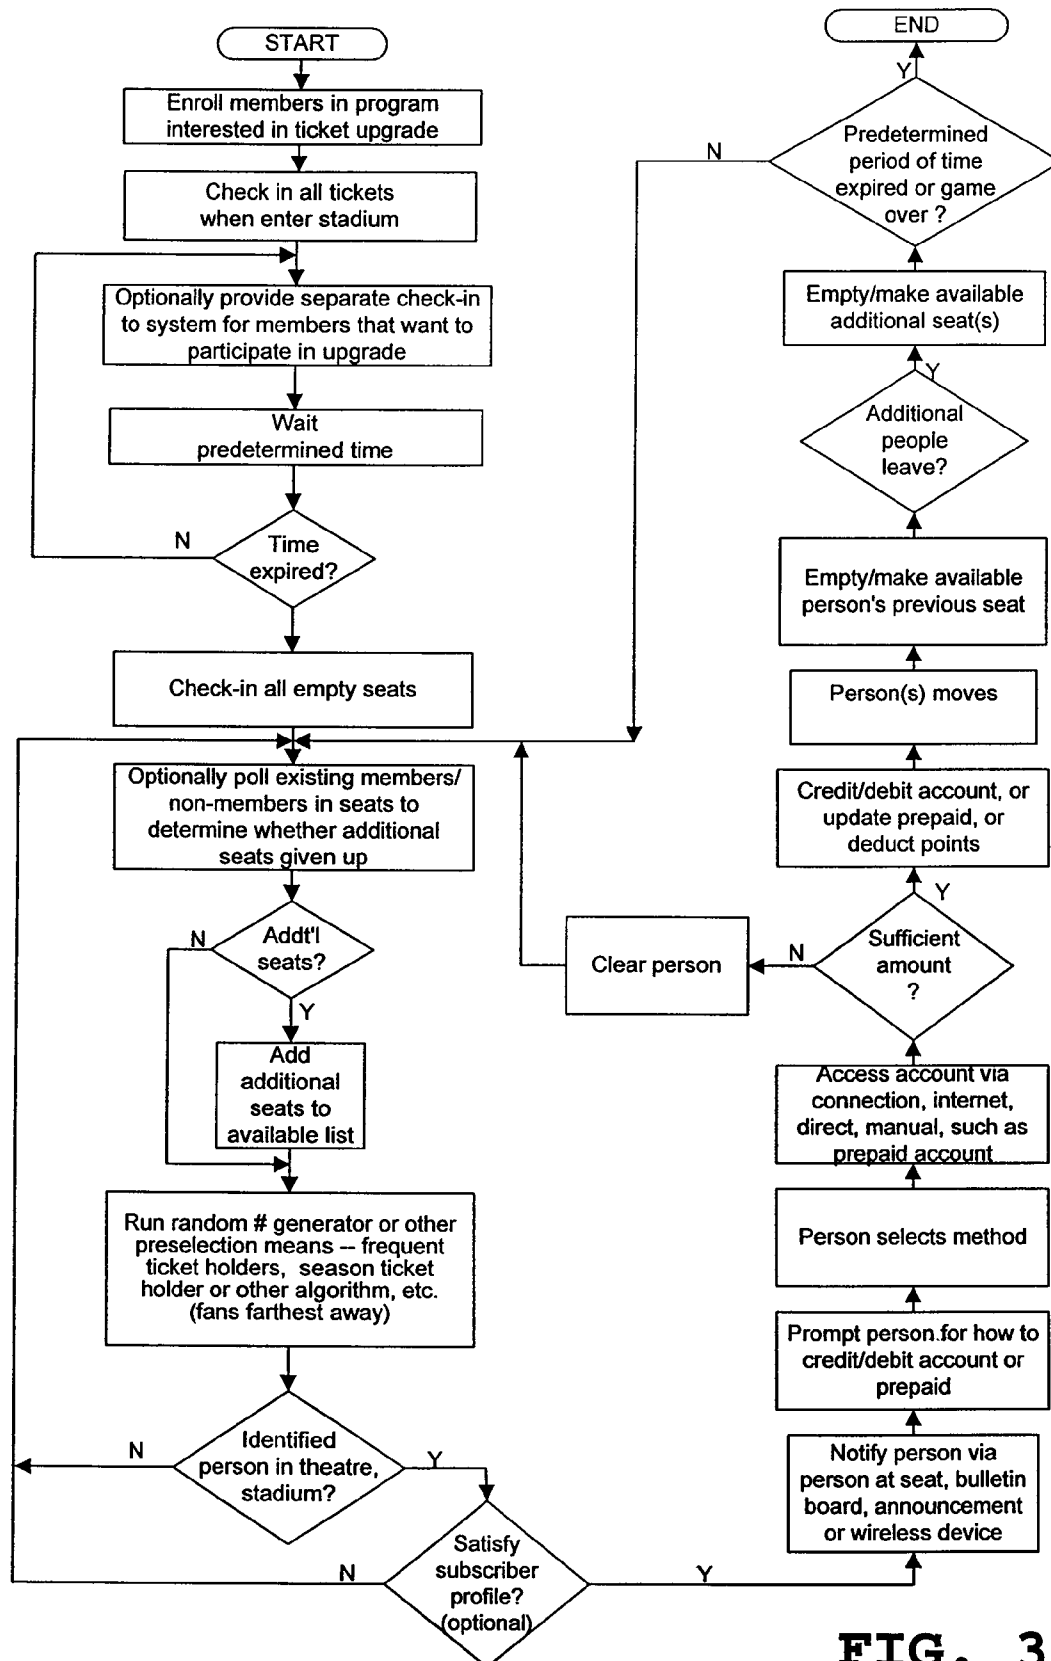 START
Enroll members in program
interested in ticket upgrade
Check in all tickets
when enter stadium
Optionally provide separate check-in
to system for members that want to
participate in upgrade
Wait
predetermined time
N
Time
expired?
Check-in all empty seats
Optionally poll existing members/
non-members in seats to
determine whether additional
seats given up
N
Addt'l
seats?
Y
Add
additional
seats to
available list
Run random # generator or other
preselection means -- frequent
ticket holders, season ticket
holder or other algorithm, etc.
(fans farthest away)
N
Identified
person in theatre,
stadium?
Y
N
Satisfy
subscriber
profile?
(optional)
Y
Notify person via
person at seat, bulletin
board, announcement
or wireless device
Prompt person.for how to
credit/debit account or
prepaid
Person selects method
Access account via
connection, internet,
direct, manual, such as
prepaid account
Sufficient
amount
?
N
Clear person
Y
Credit/debit account, or
update prepaid, or
deduct points
Person(s) moves
Empty/make available
person's previous seat
Additional
people
leave?
Y
Empty/make available
additional seat(s)
Predetermined
period of time
expired or game
over ?
N
Y
END
FIG. 3